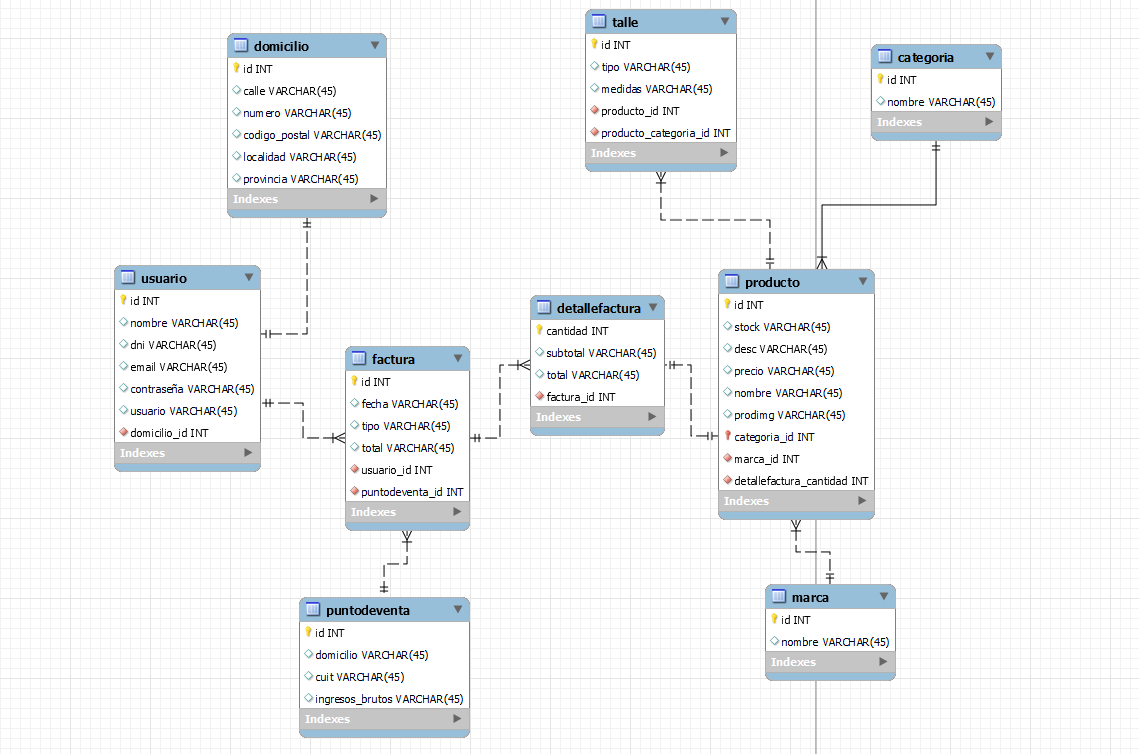 domicilio
id INT
calle VARCHAR(45)
numero VARCHAR(45)
codigo_postal VARCHAR(45)
localidad VARCHAR(45)
provincia VARCHAR(45)
Indexes
talle
id INT
tipo VARCHAR(45)
medidas VARCHAR(45)
producto_id INT
producto_categoria_id INT
Indexes
categoria
id INT
nombre VARCHAR(45)
Indexes
usuario
id INT
nombre VARCHAR(45)
dni VARCHAR(45)
email VARCHAR(45)
contraseña VARCHAR(45)
usuario VARCHAR(45)
domicilio_id INT
Indexes
factura
id INT
fecha VARCHAR(45)
tipo VARCHAR(45)
total VARCHAR(45)
usuario_id INT
puntodeventa_id INT
Indexes
detallefactura
cantidad INT
subtotal VARCHAR(45)
total VARCHAR(45)
factura_id INT
Indexes
producto
id INT
stock VARCHAR(45)
desc VARCHAR(45)
precio VARCHAR(45)
nombre VARCHAR(45)
prodimg VARCHAR(45)
categoria_id INT
marca_id INT
detallefactura_cantidad INT
Indexes
puntodeventa
id INT
domicilio VARCHAR(45)
cuit VARCHAR(45)
ingresos_brutos VARCHAR(45)
Indexes
marca
id INT
nombre VARCHAR(45)
Indexes